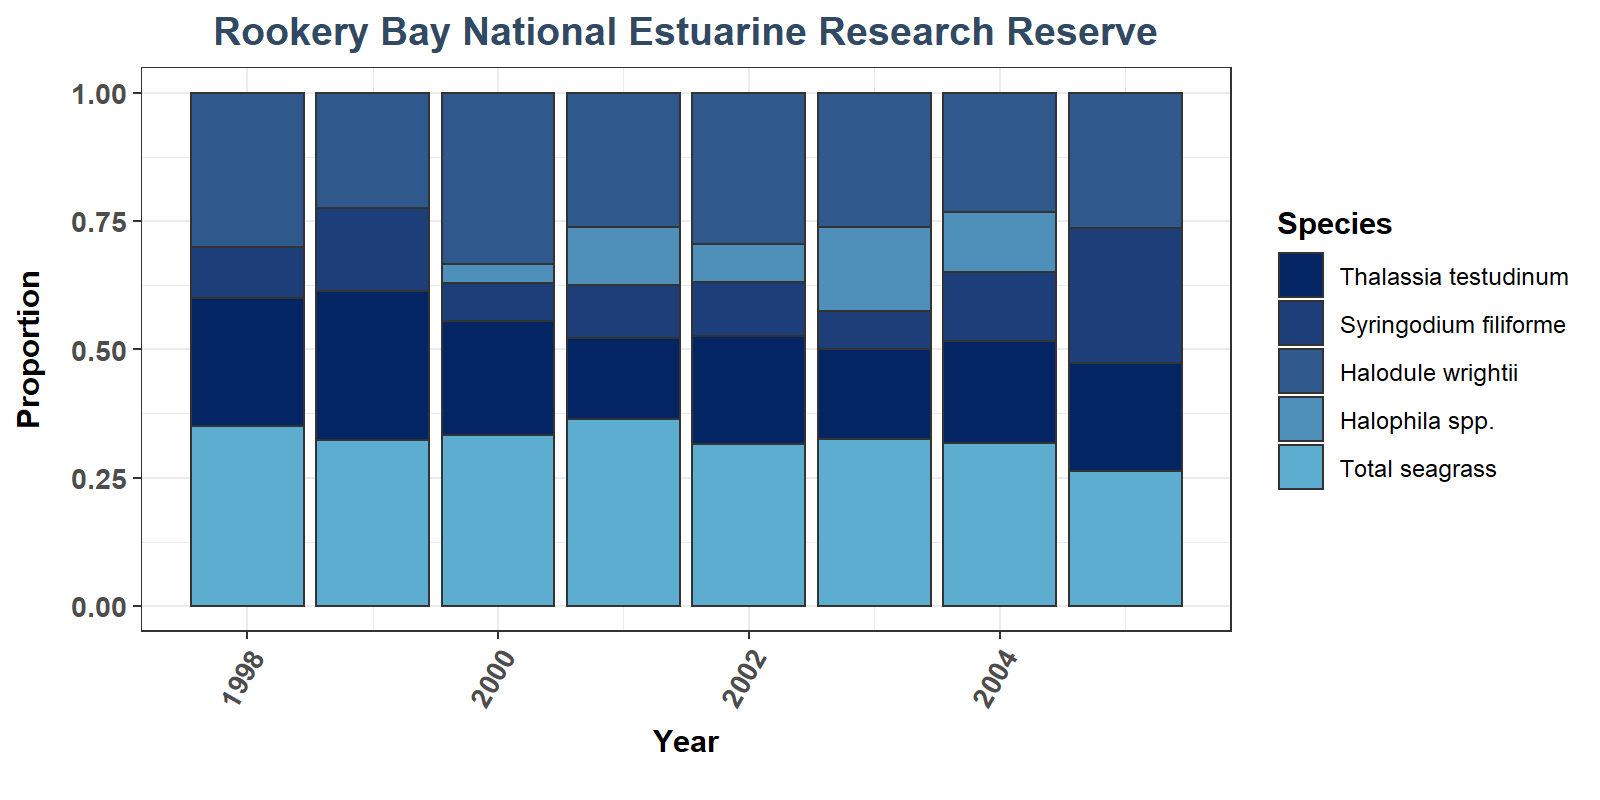 Rookery Bay National Estuarine Research Reserve
1.00
0.75
0.50
0.25
0.00
Proportion
1998
2000
2002
2004
Year
Species
Thalassia testudinum
Syringodium filiforme
Halodule wrightii
Halophila spp.
Total seagrass